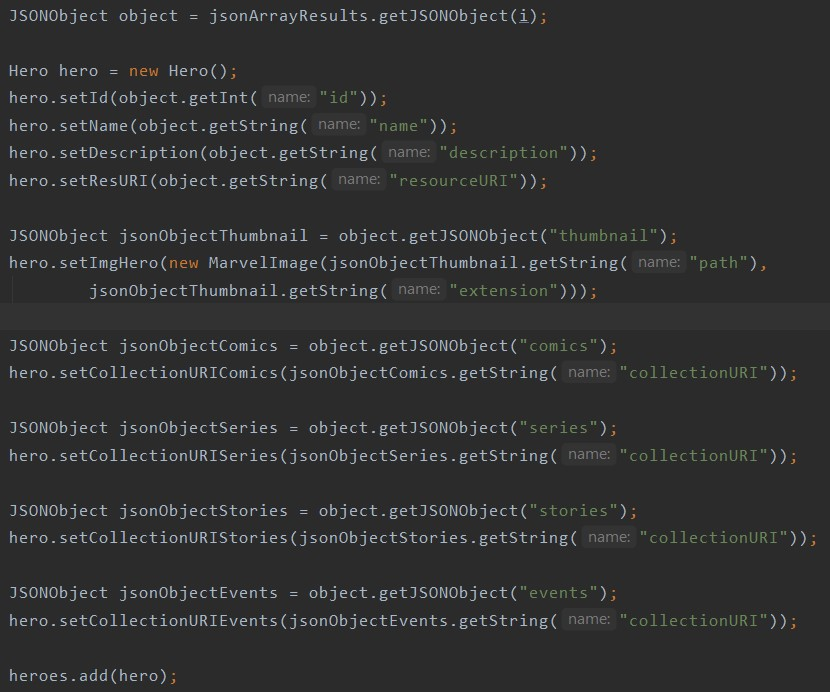 JSONObject object = jsonArrayResults.getJSONObject(i);
Hero hero = new Hero();
hero.setId(object.getInt( name: "id"));
hero.setName(object.getString( name: "name"));
hero.setDescription(object.getString( name: "description"));
hero.setResURI(object.getString( name: "resourceURI"));
JSONObject jsonObjectThumbnail = object.getJSONObject("thumbnail");
hero.setImgHero(new MarvelImage(jsonObjectThumbnail.getString( name: "path"),
jsonObjectThumbnail.getString( name: "extension")));
JSONObject jsonObjectComics = object.getJSONObject("comics");
hero.setCollectionURIComics(jsonObjectComics.getString( name: "collectionURI"));
JSONObject jsonObjectSeries = object.getJSONObject("series");
hero.setCollectionURISeries(jsonObjectSeries.getString( name: "collectionURI"));
JSONObject jsonObjectStories = object.getJSONObject("stories");
hero.setCollectionURIStories(jsonObjectStories.getString( name: "collectionURI"));
JSONObject jsonObjectEvents = object.getJSONObject("events");
hero.setCollectionURIEvents(jsonObjectEvents.getString( name: "collectionURI"));
heroes.add(hero);